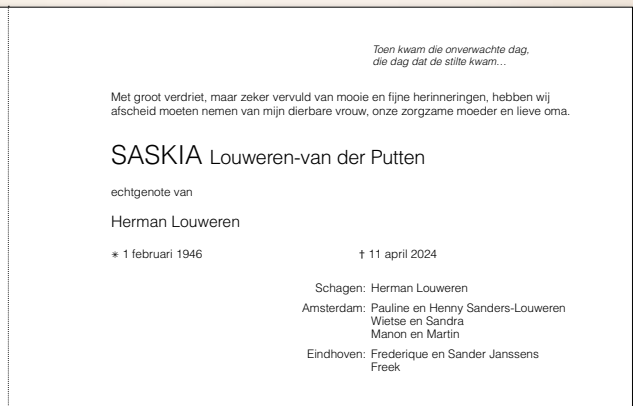 Toen kwam die onverwachte dag,
die dag dat de stilte kwam...
Met groot verdriet, maar zeker vervuld van mooie en fijne herinneringen, hebben wij
afscheid moeten nemen van mijn dierbare vrouw, onze zorgzame moeder en lieve oma.
SASKIA Louweren-van der Putten
echtgenote van
Herman Louweren
✳ 1 februari 1946 † 11 april 2024
Schagen: Herman Louweren
Amsterdam: Pauline en Henny Sanders-Louweren
Wietse en Sandra
Manon en Martin
Eindhoven: Frederique en Sander Janssens
Freek